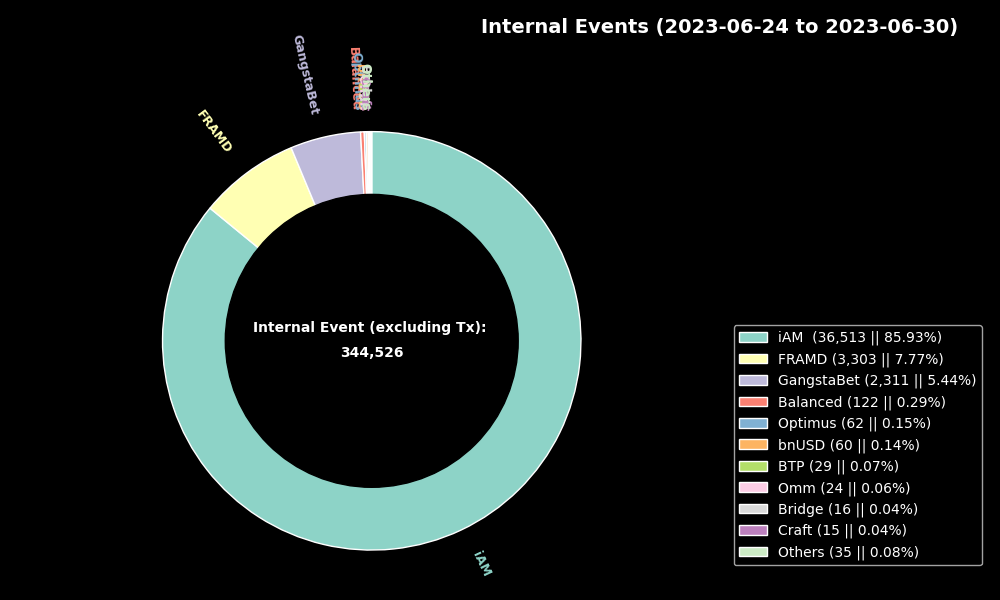 Internal Events (2023-06-24 to 2023-06-30)
GangstaBet
Balanced
FRAMD
Internal Event (excluding Tx):
344,526
iAM
iAM (36,513 || 85.93%)
FRAMD (3,303 || 7.77%)
GangstaBet (2,311 || 5.44%)
Balanced (122 || 0.29%)
Optimus (62 || 0.15%)
bnUSD (60 || 0.14%)
BTP (29 || 0.07%)
Omm (24 || 0.06%)
Bridge (16 || 0.04%)
Craft (15 || 0.04%)
Others (35 || 0.08%)